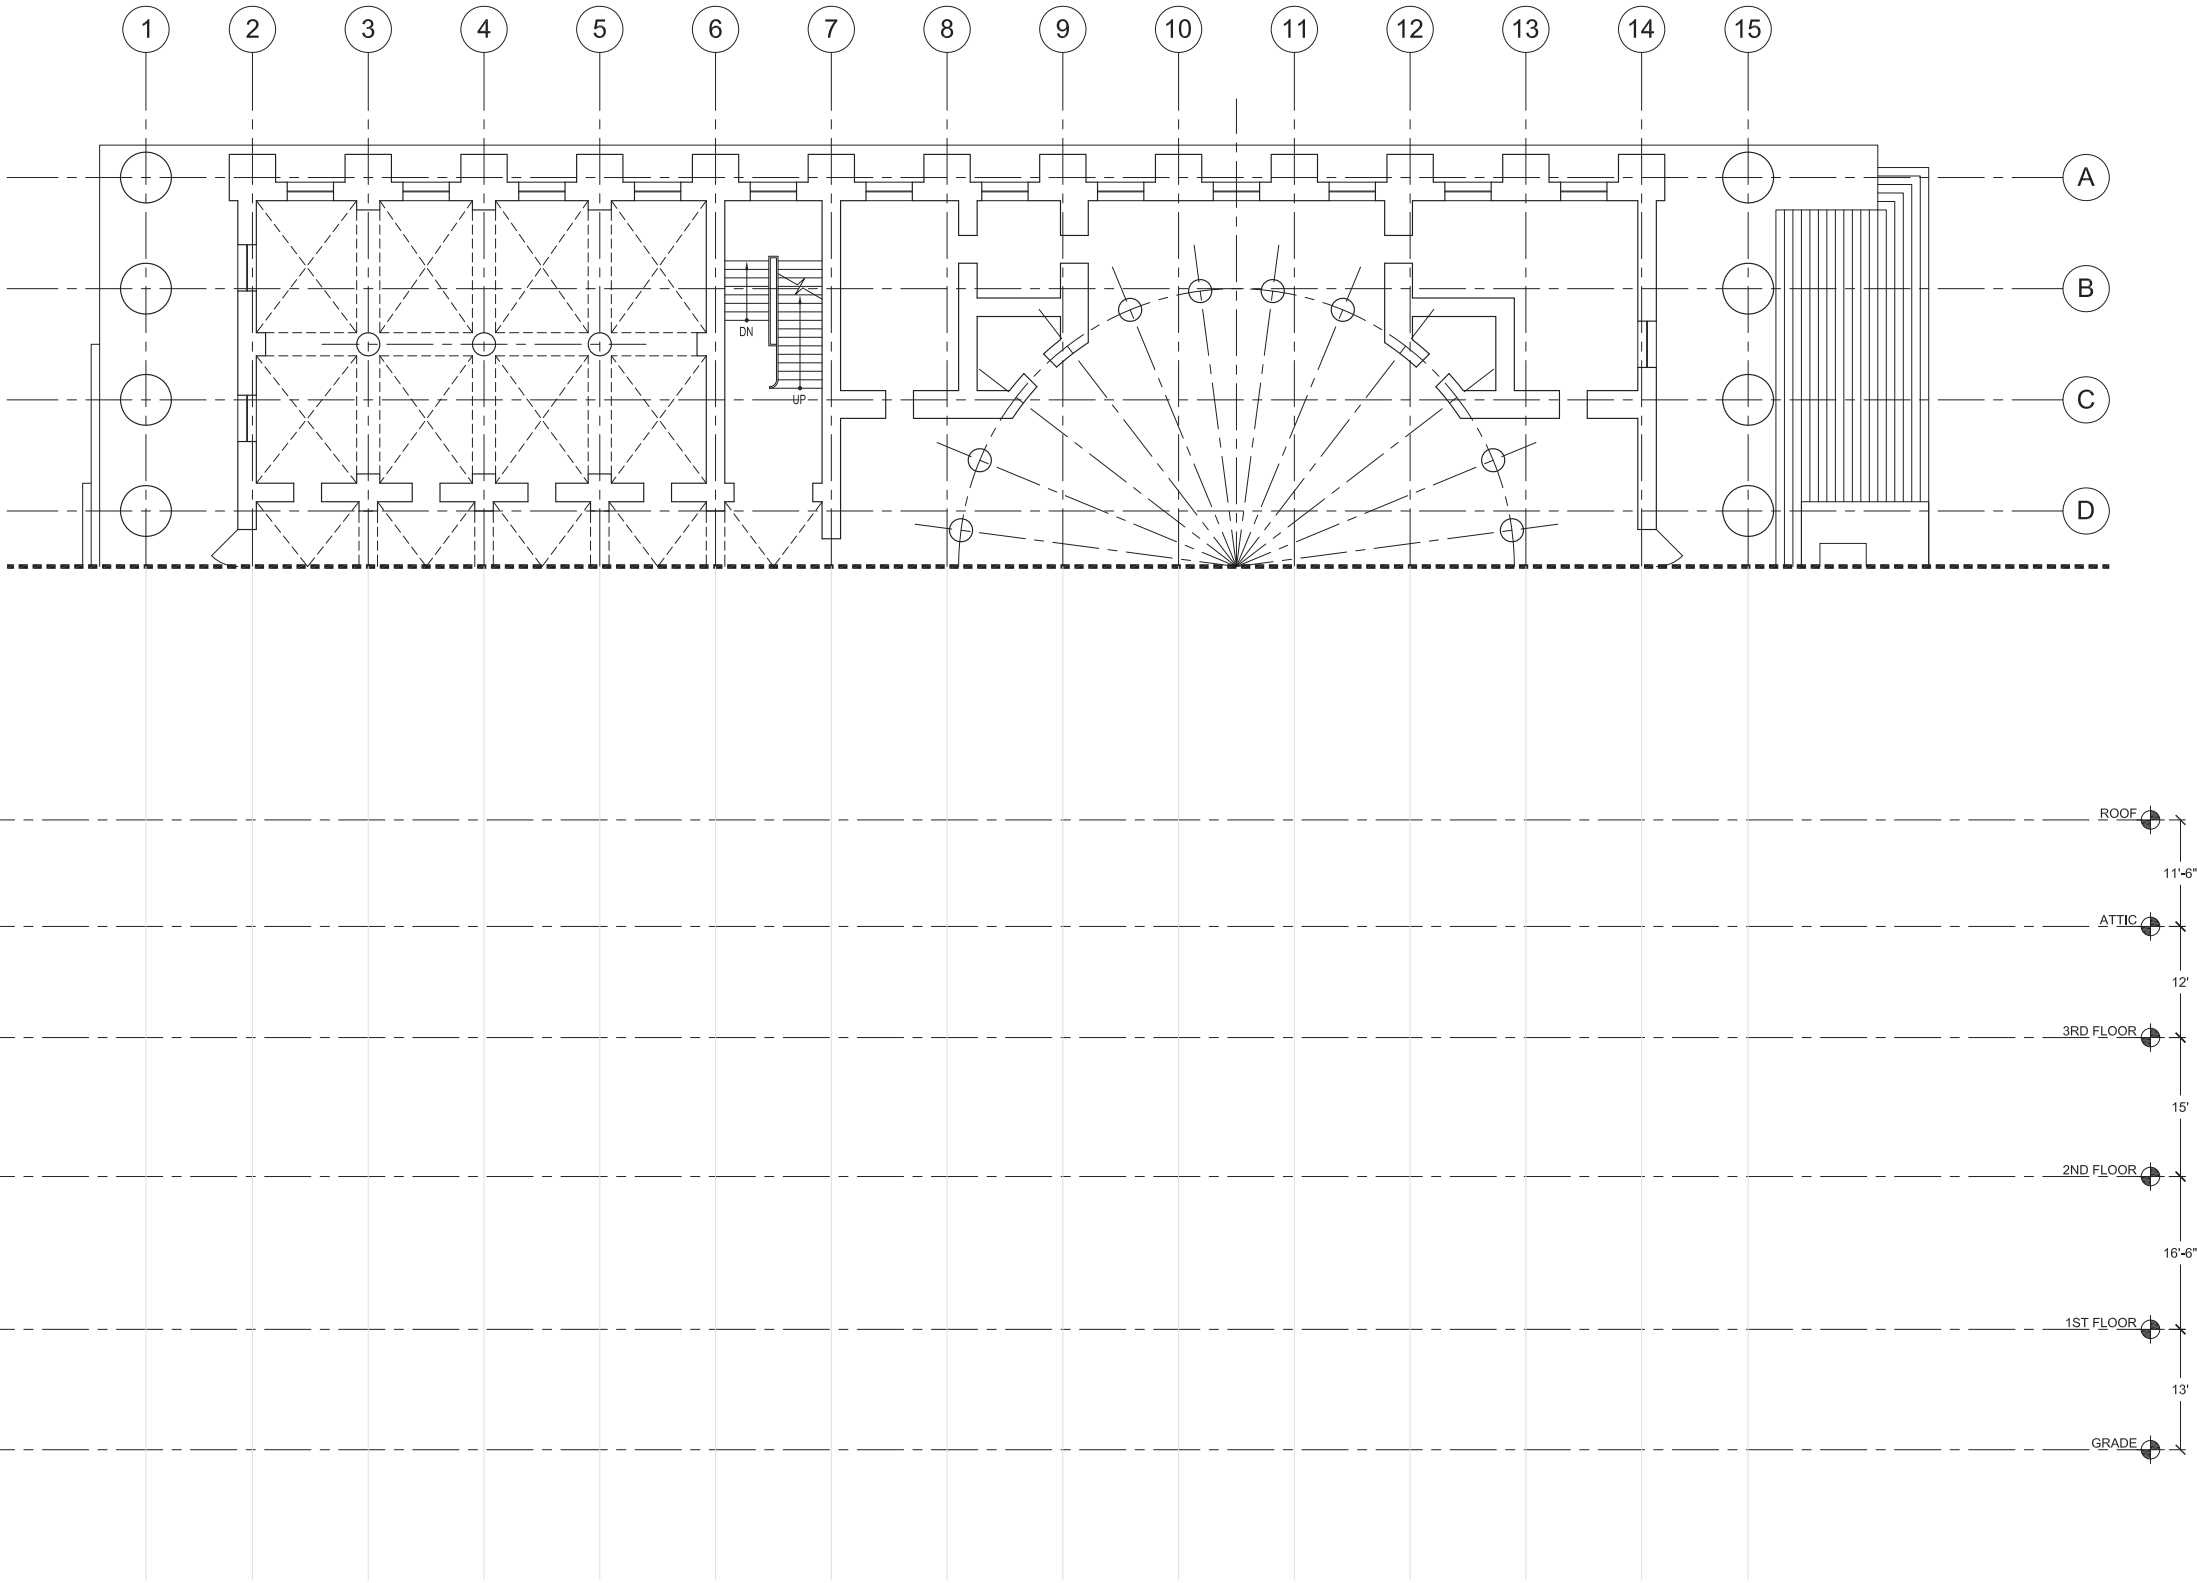 1 2 3 4 5 6 7 8 9 10 11 12 13 14 15
A
B
DN
UP
C
D
ROOF
11'-6"
ATTIC
12'
3RD FLOOR
15'
2ND FLOOR
16'-6"
1ST FLOOR
13'
GRADE